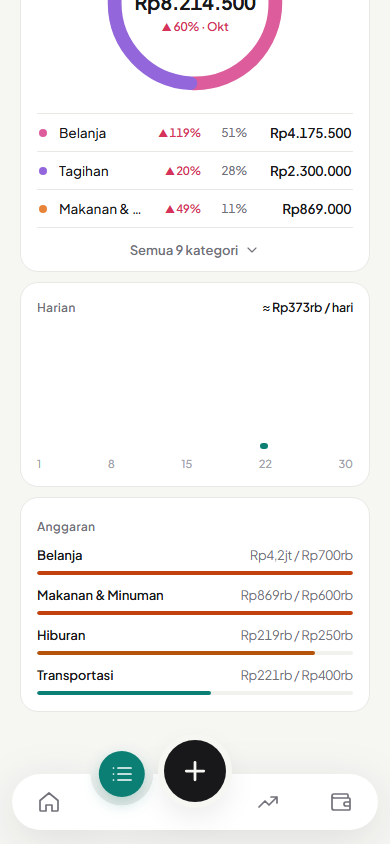 Rp8.214.500
▲60% · Okt
Belanja ▲119% 51% Rp4.175.500
Tagihan ▲20% 28% Rp2.300.000
Makanan & ... ▲49% 11% Rp869.000
Semua 9 kategori
Harian ≈ Rp373rb / hari
1 8 15 22 30
Anggaran
Belanja Rp4,2jt / Rp700rb
Makanan & Minuman Rp869rb / Rp600rb
Hiburan Rp219rb / Rp250rb
Transportasi Rp221rb / Rp400rb